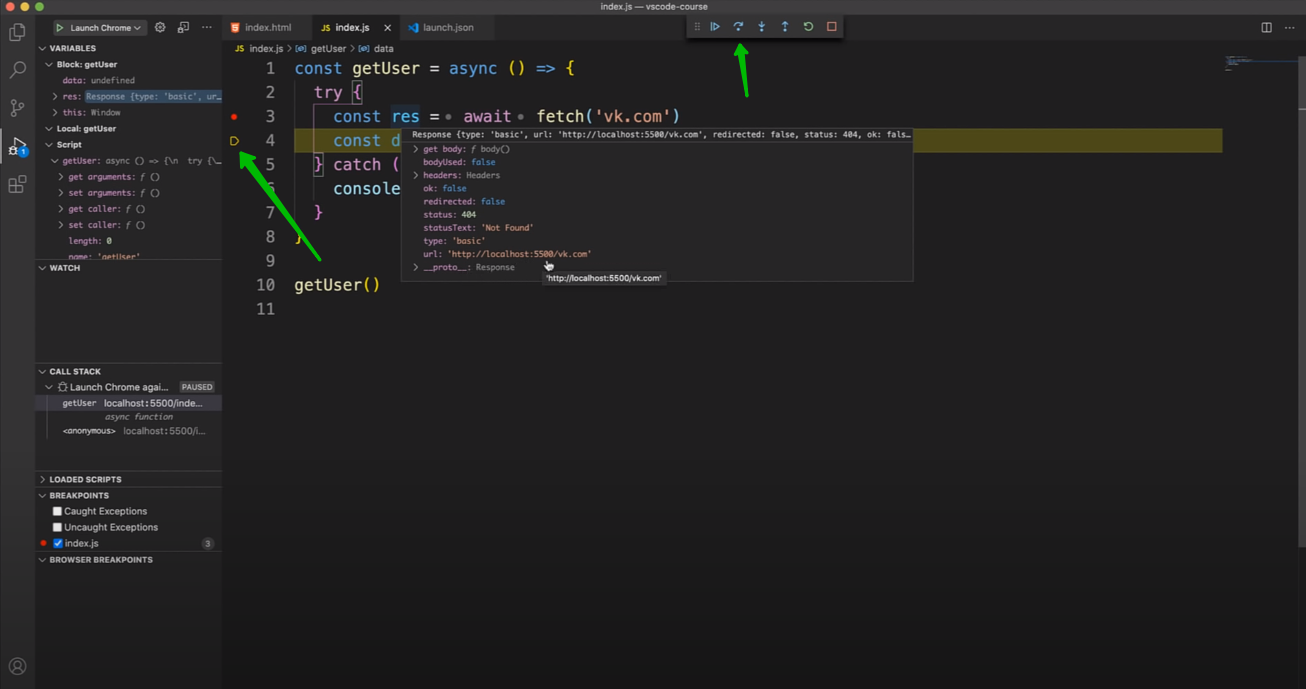 index.js — vscode-course
Launch Chrome
index.html
JS index.js
launch.json
VARIABLES
Block: getUser
data: undefined
res: Response {type: 'basic', ur…
this: Window
Local: getUser
Script
getUser: async () => {\n  try {\…
get arguments: ƒ ()
set arguments: ƒ ()
get caller: ƒ ()
set caller: ƒ ()
length: 0
name: 'getUser'
WATCH
CALL STACK
Launch Chrome agai… PAUSED
getUser localhost:5500/inde…
async function
<anonymous> localhost:5500/i…
LOADED SCRIPTS
BREAKPOINTS
Caught Exceptions
Uncaught Exceptions
index.js 3
BROWSER BREAKPOINTS
1
JS index.js > getUser > data
1 const getUser = async () => {
2 try {
3 const res = await fetch('vk.com')
4 const d
5 } catch (
console
7 }
8 }
9
10 getUser()
11
Response {type: 'basic', url: 'http://localhost:5500/vk.com', redirected: false, status: 404, ok: fals…
get body: ƒ body()
bodyUsed: false
headers: Headers
ok: false
redirected: false
status: 404
statusText: 'Not Found'
type: 'basic'
url: 'http://localhost:5500/vk.com'
__proto__: Response
'http://localhost:5500/vk.com'